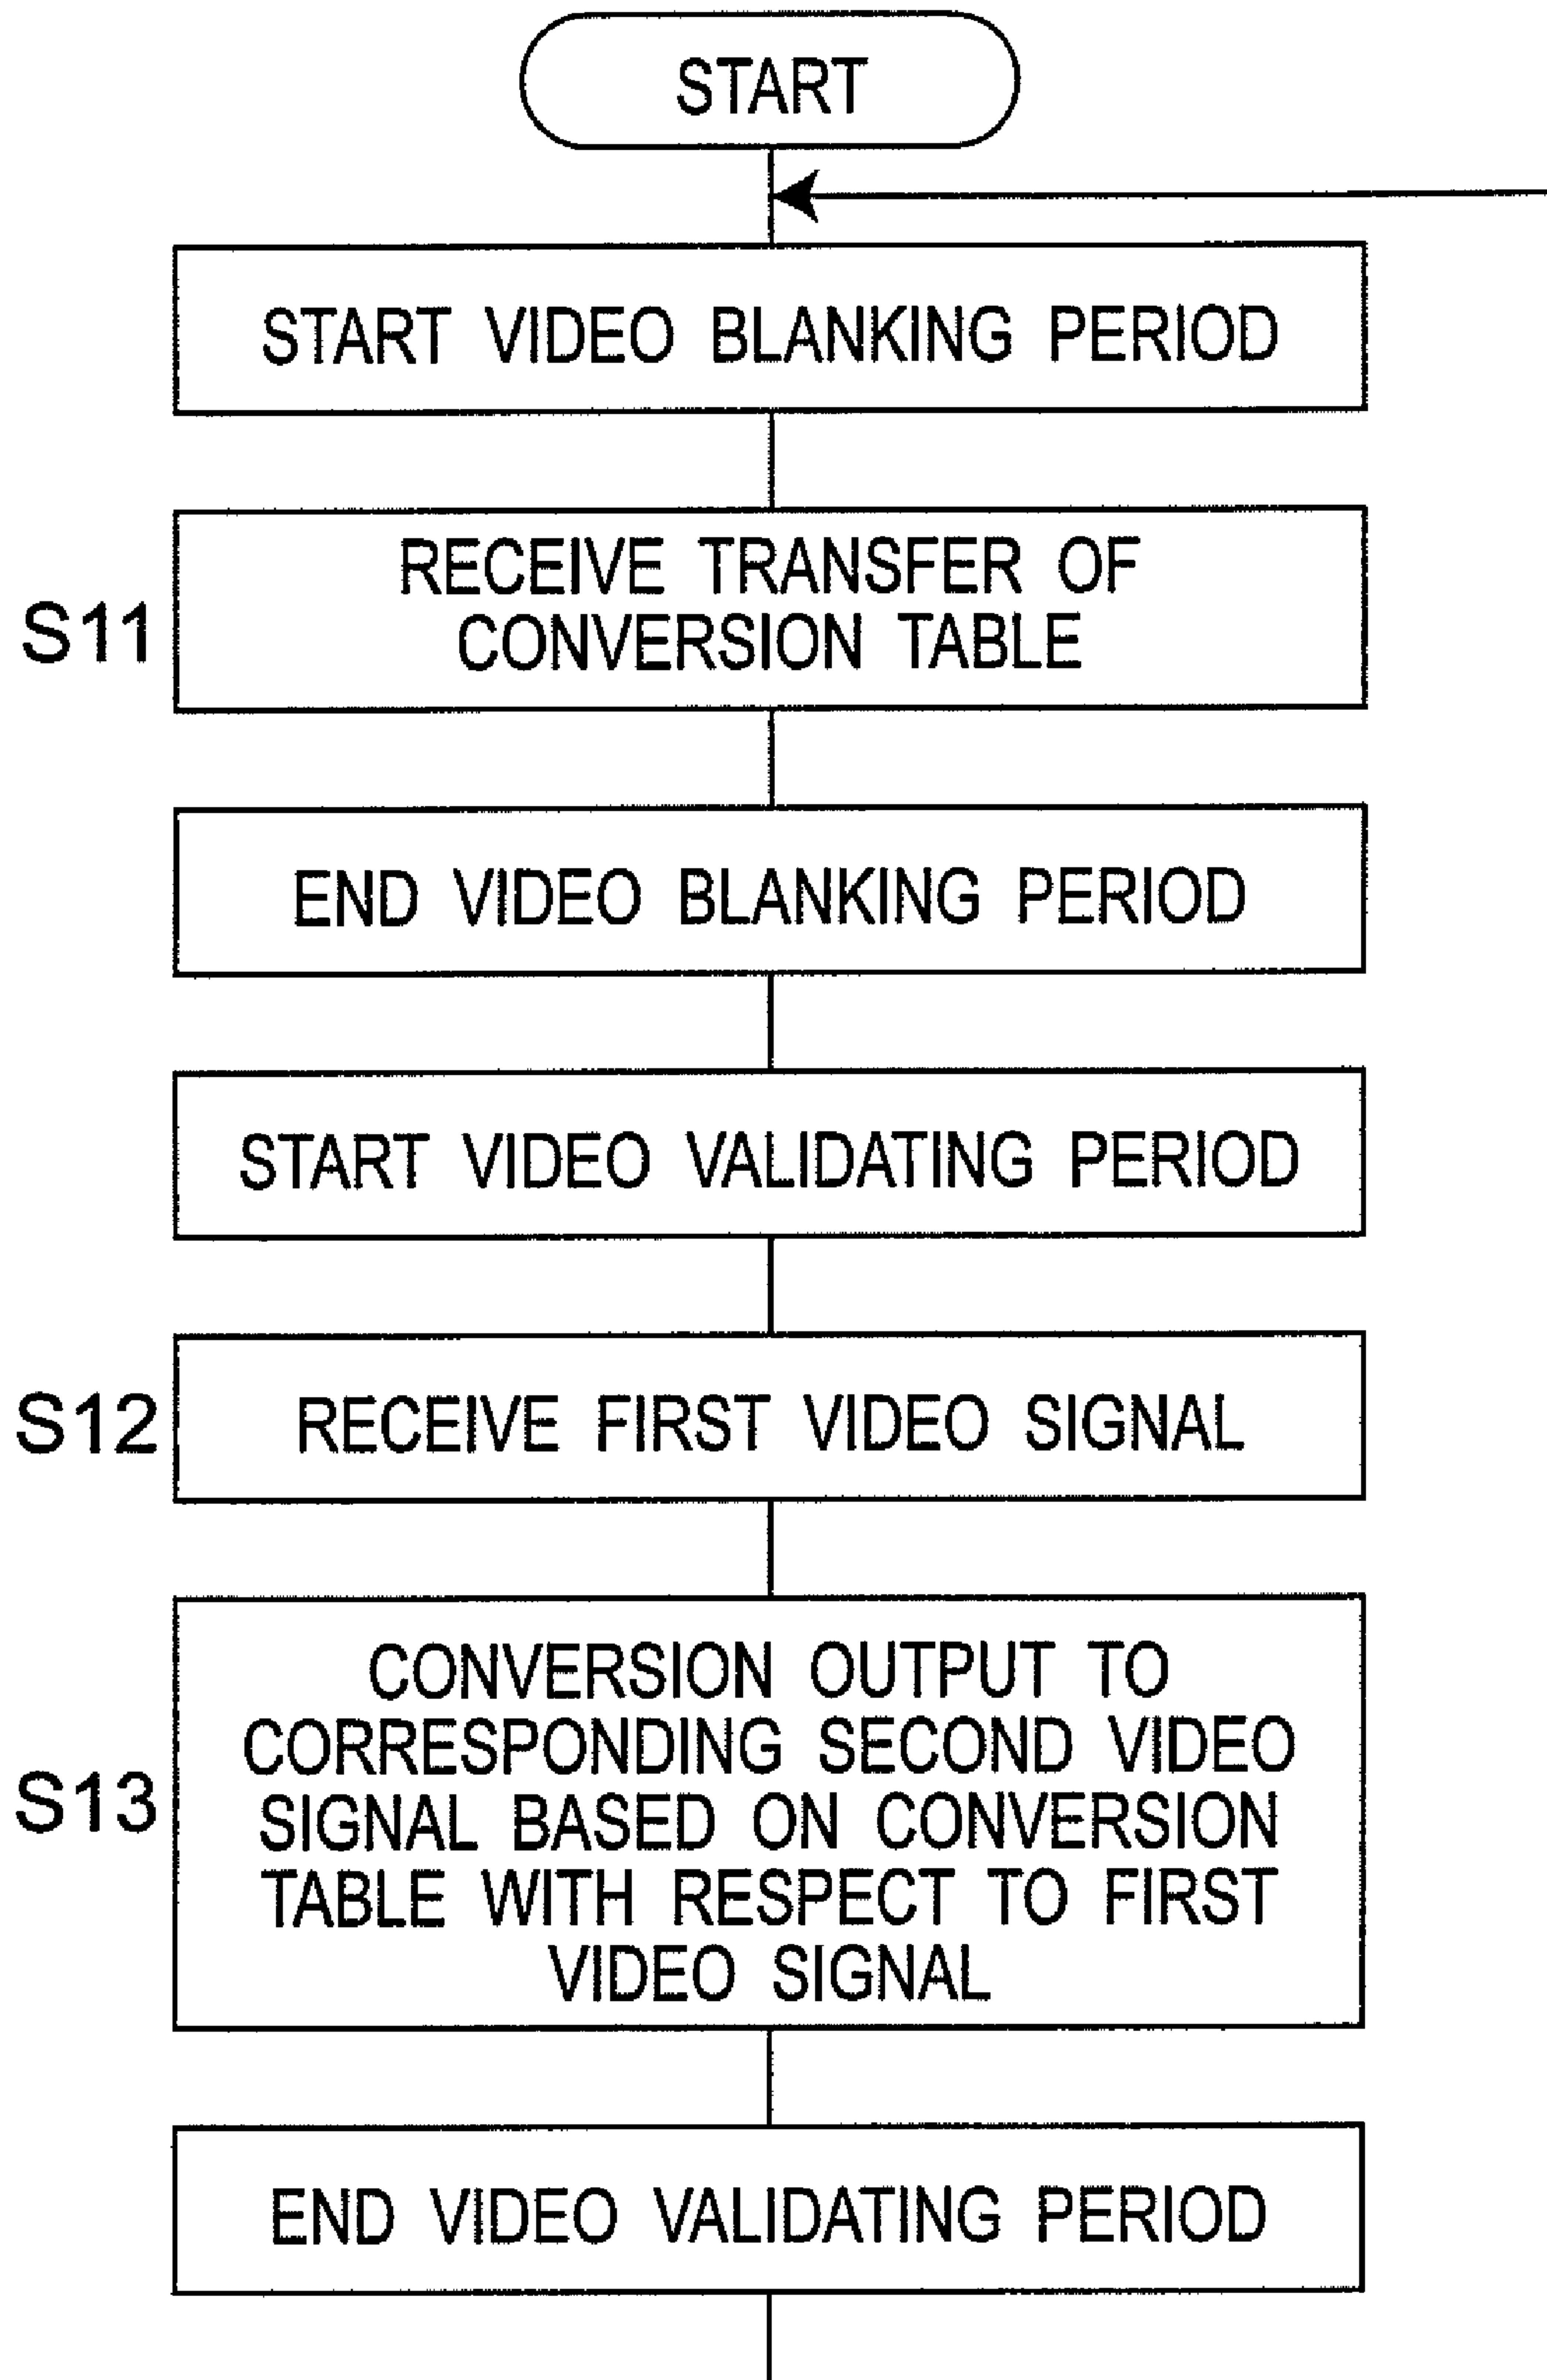 START
START VIDEO BLANKING PERIOD
S11
RECEIVE TRANSFER OF
CONVERSION TABLE
END VIDEO BLANKING PERIOD
START VIDEO VALIDATING PERIOD
S12
RECEIVE FIRST VIDEO SIGNAL
S13
CONVERSION OUTPUT TO
CORRESPONDING SECOND VIDEO
SIGNAL BASED ON CONVERSION
TABLE WITH RESPECT TO FIRST
VIDEO SIGNAL
END VIDEO VALIDATING PERIOD